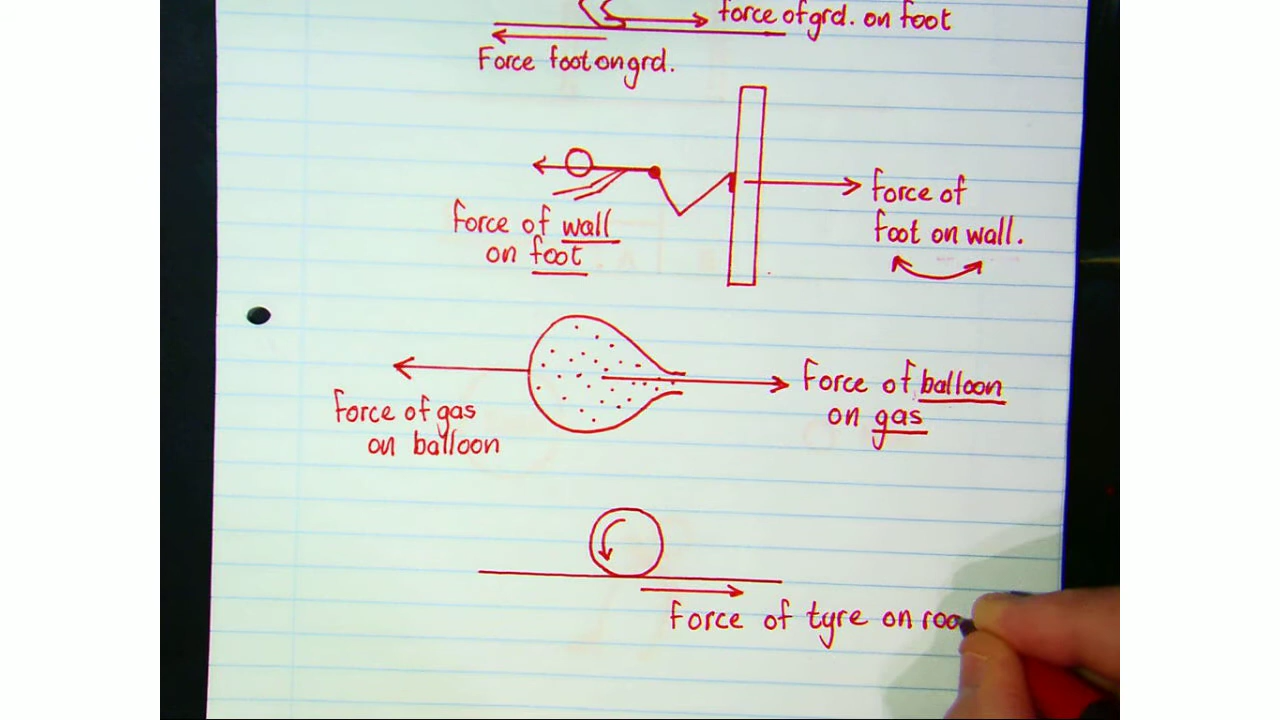 force of grd. on foot
Force foot on grd.
force of
foot on wall.
force of wall
on foot
Force of balloon
on gas
force of gas
on balloon
force of tyre on roa